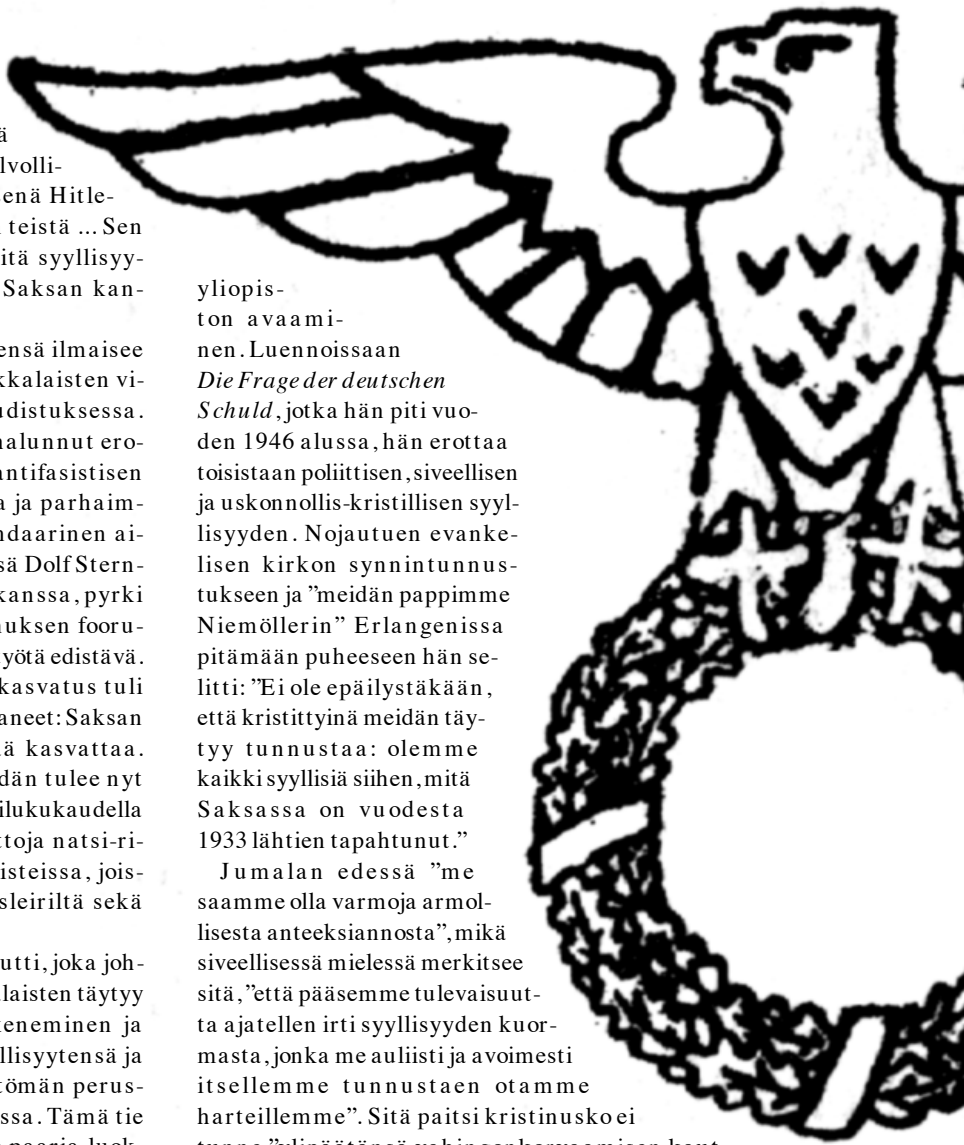 ä
lvolli-
enä Hitle-
teistä ... Sen
itä syyllisyy-
Saksan kan-
ensä ilmaisee
kkalaisten vi-
udistuksessa.
halunnut ero-
antifasistisen
a ja parhaim-
ndaarinen ai-
sä Dolf Stern-
kanssa, pyrki
nuksen fooru-
työtä edistävä.
kasvatus tuli
aneet: Saksan
ä kasvattaa.
dän tulee nyt
ilukukaudella
ttoja natsi-ri-
isteissa, jois-
sleiriltä sekä
utti, joka joh-
laisten täytyy
keneminen ja
llisyytensä ja
tömän perus-
ssa. Tämä tie
yliopis-
ton avaami-
nen. Luennoissaan
Die Frage der deutschen
Schuld, jotka hän piti vuo-
den 1946 alussa, hän erottaa
toisistaan poliittisen, siveellisen
ja uskonnollis-kristillisen syyl-
lisyyden. Nojautuen evanke-
lisen kirkon synnintunnus-
tukseen ja ”meidän pappimme
Niemöllerin” Erlangenissa
pitämään puheeseen hän se-
litti: ”Ei ole epäilystäkään,
että kristittyinä meidän täy-
tyy tunnustaa: olemme
kaikki syyllisiä siihen, mitä
Saksassa on vuodesta
1933 lähtien tapahtunut.”
Jumalan edessä ”me
saamme olla varmoja armol-
lisesta anteeksiannosta”, mikä
siveellisessä mielessä merkitsee
sitä, ”että pääsemme tulevaisuut-
ta ajatellen irti syyllisyyden kuor-
masta, jonka me auliisti ja avoimesti
itsellemme tunnustaen otamme
harteillemme”. Sitä paitsi kristinusko ei